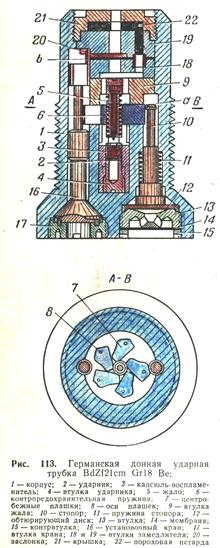 21
22
20
19
б
18
9
5
А
а
В
6
10
1
11
3
2
12
4
13
16
14
17
15
А-В
7
8
Рис. 113. Германская донная ударная
трубка BdZf21cm Gr18 Be:
1 — корпус; 2 — ударник; 3 — капсюль-воспламе-
нитель; 4 — втулка ударника; 5 — жало; 6 —
контрпредохранительная пружина; 7 — центро-
бежные плашки; 8 — оси плашек; 9 — втулка
жала; 10 — стопор; 11 — пружина стопора; 12 —
обтюрирующий диск; 13 — втулка; 14 — мембрана;
15 — контргайка; 16 — установочный кран; 17 —
втулка крана; 18 и 19 — втулки замедлителя; 20 —
заслонка; 21 — крышка; 22 — пороховая петарда